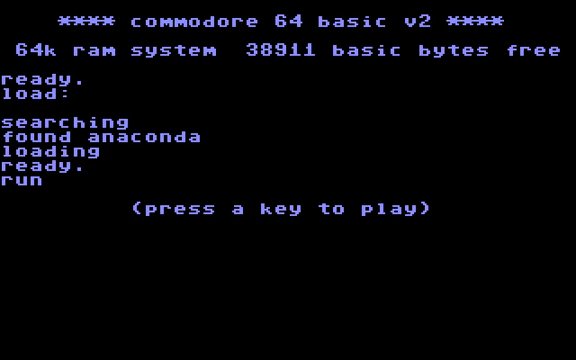 **** commodore 64 basic v2 ****
64k ram system  38911 basic bytes free
ready.
load:
searching
found anaconda
loading
ready.
run
(press a key to play)